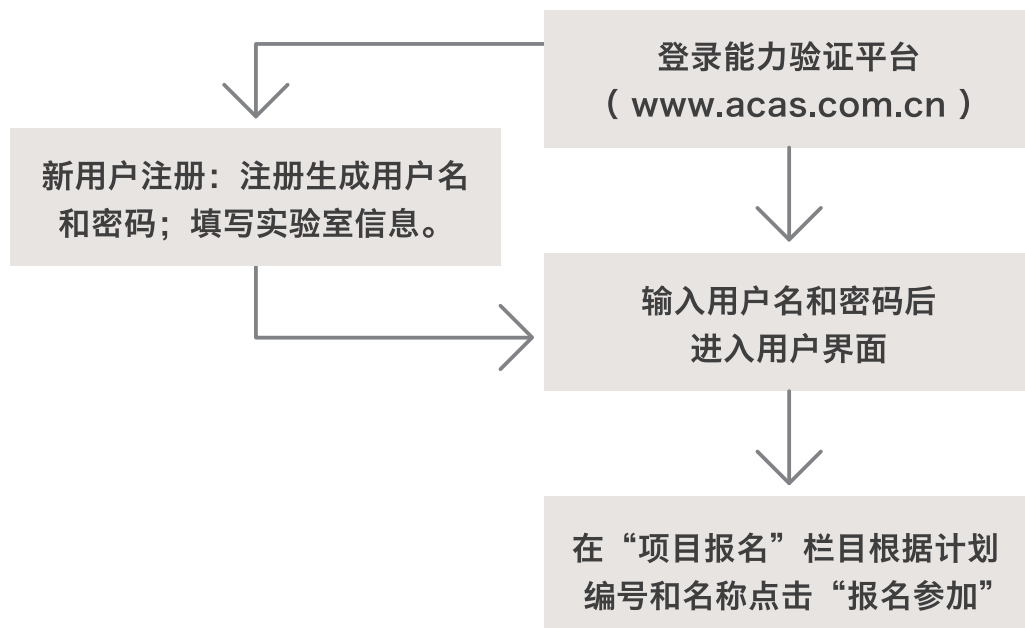 登录能力验证平台
（ www.acas.com.cn ）
新用户注册：注册生成用户名
和密码；填写实验室信息。
输入用户名和密码后
进入用户界面
在“项目报名”栏目根据计划
编号和名称点击“报名参加”